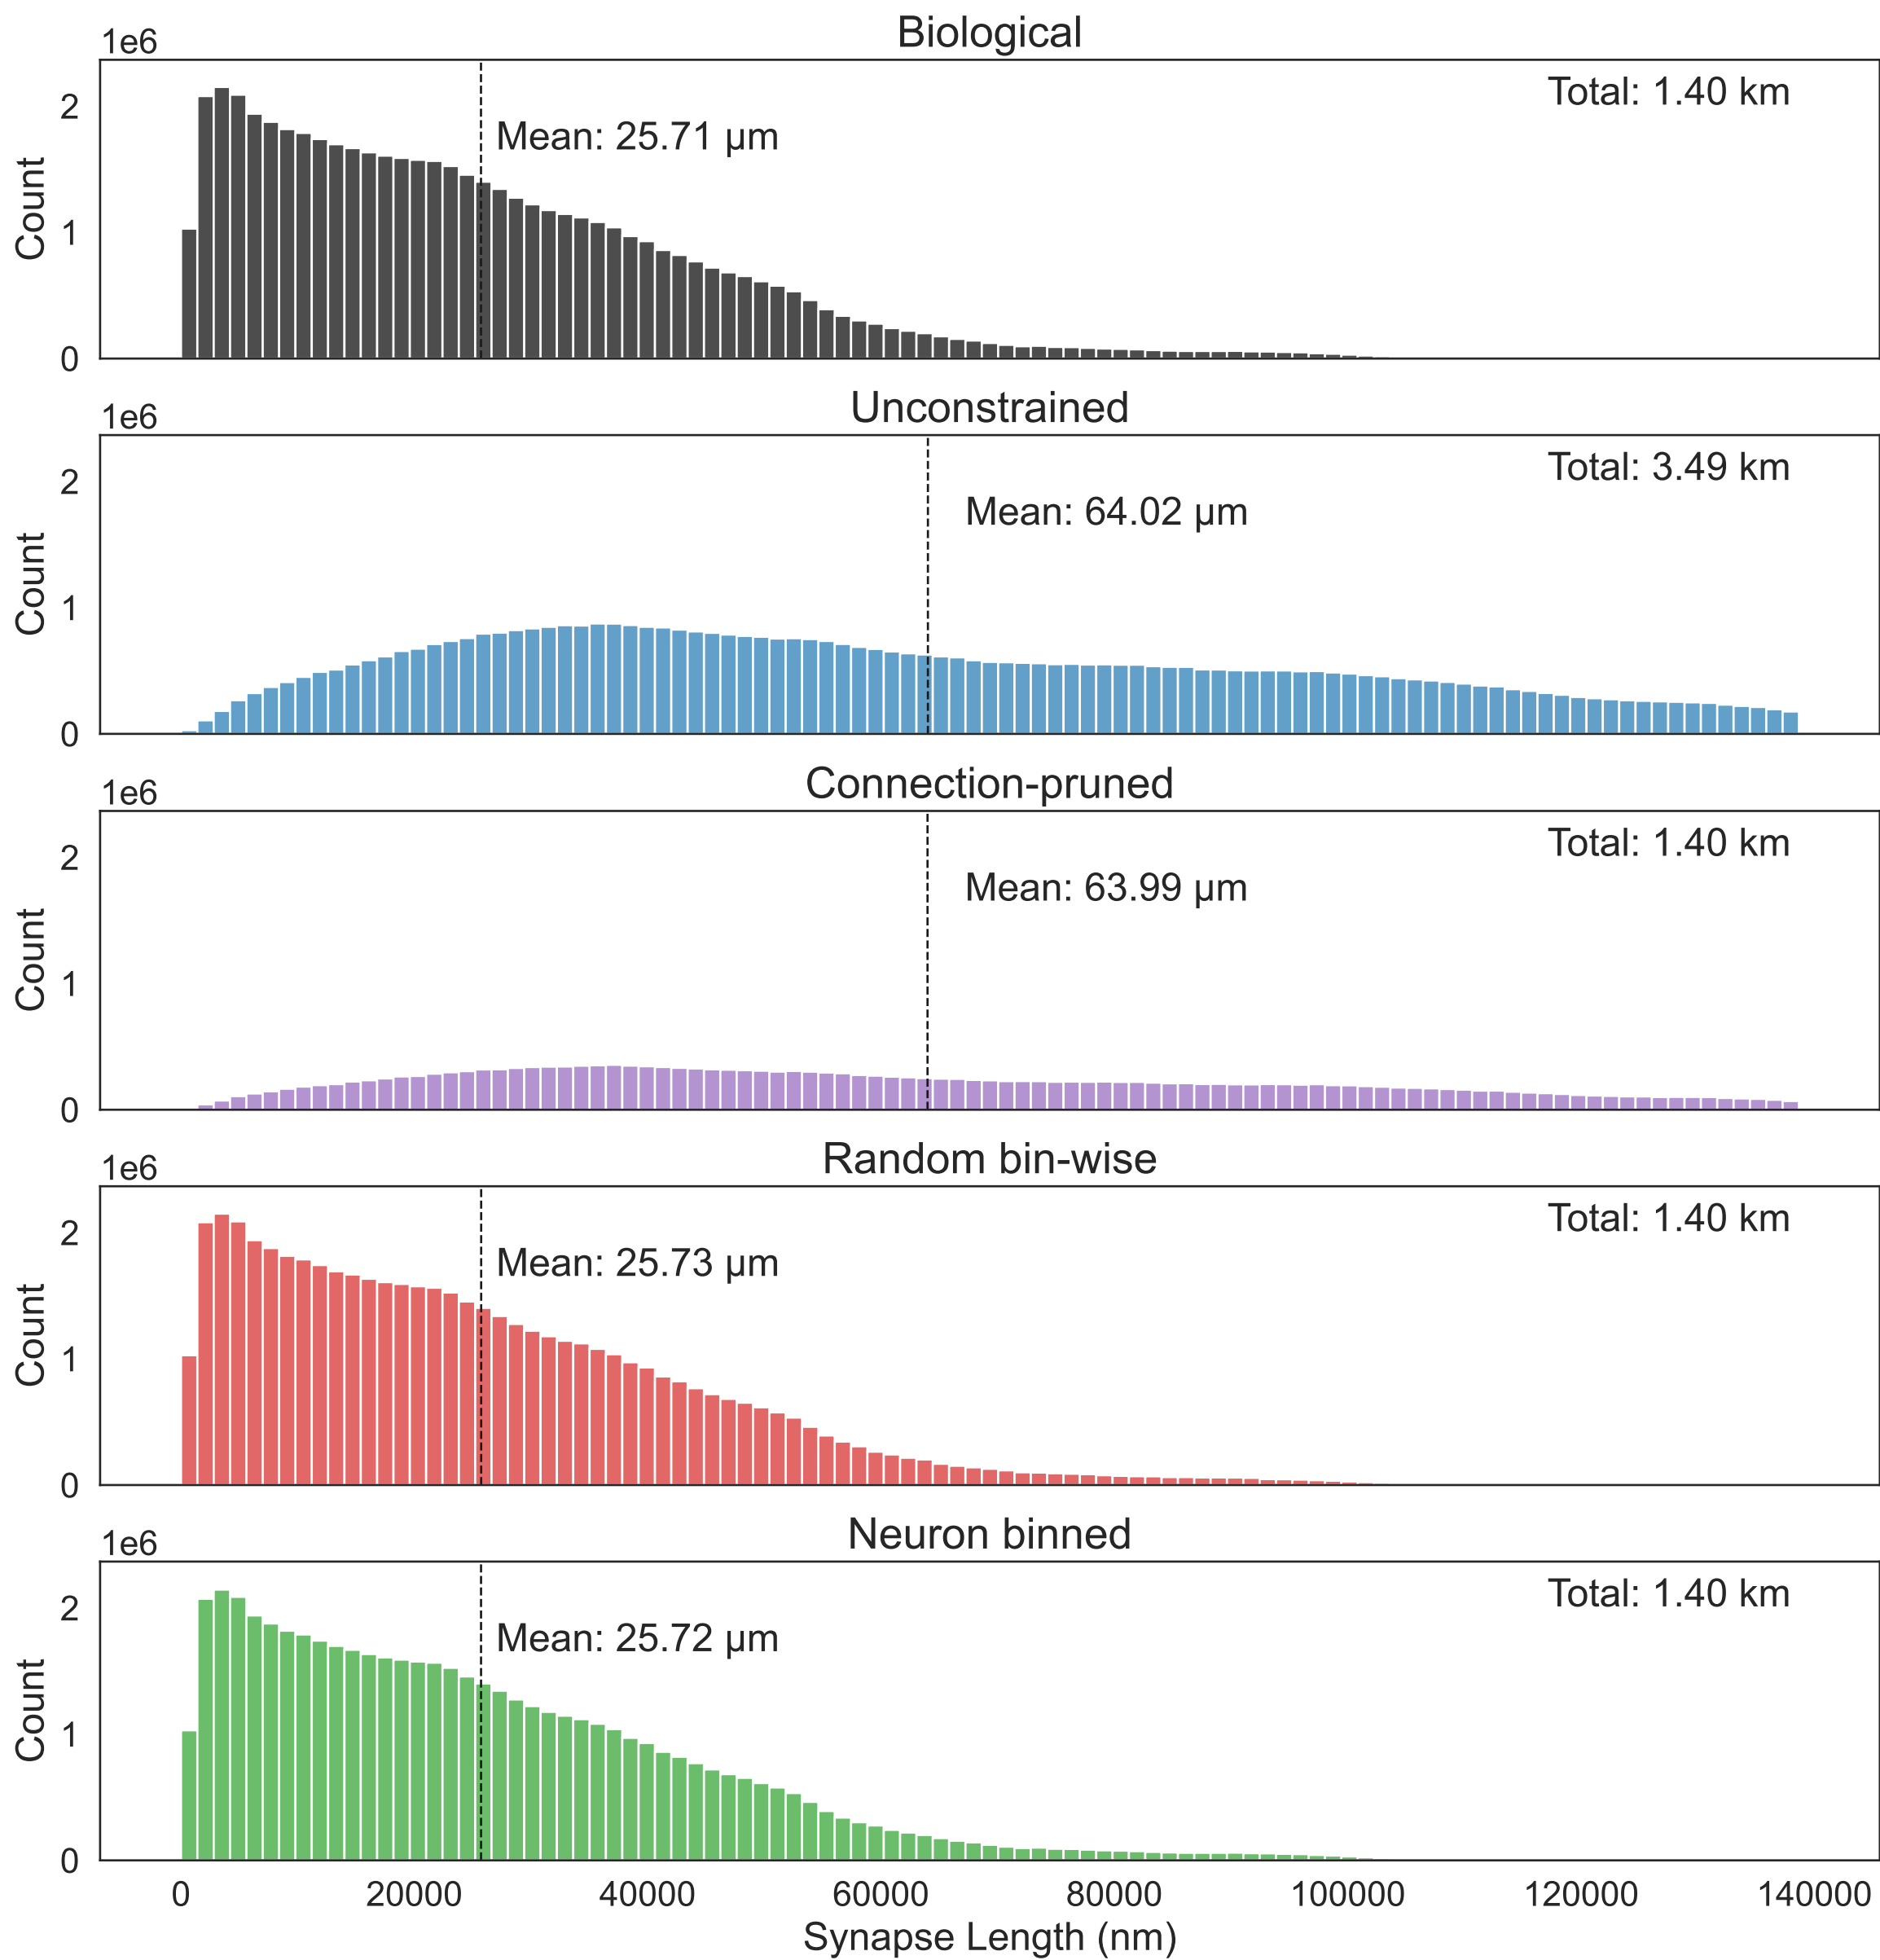 Biological
1e6
Total: 1.40 km
2
Mean: 25.71 µm
Count
1
0
Unconstrained
1e6
Total: 3.49 km
2
Mean: 64.02 µm
Count
1
0
Connection-pruned
1e6
Total: 1.40 km
2
Mean: 63.99 µm
Count
1
0
Random bin-wise
1e6
Total: 1.40 km
2
Mean: 25.73 µm
Count
1
0
Neuron binned
1e6
Total: 1.40 km
2
Mean: 25.72 µm
Count
1
0
0 20000 40000 60000 80000 100000 120000 140000
Synapse Length (nm)